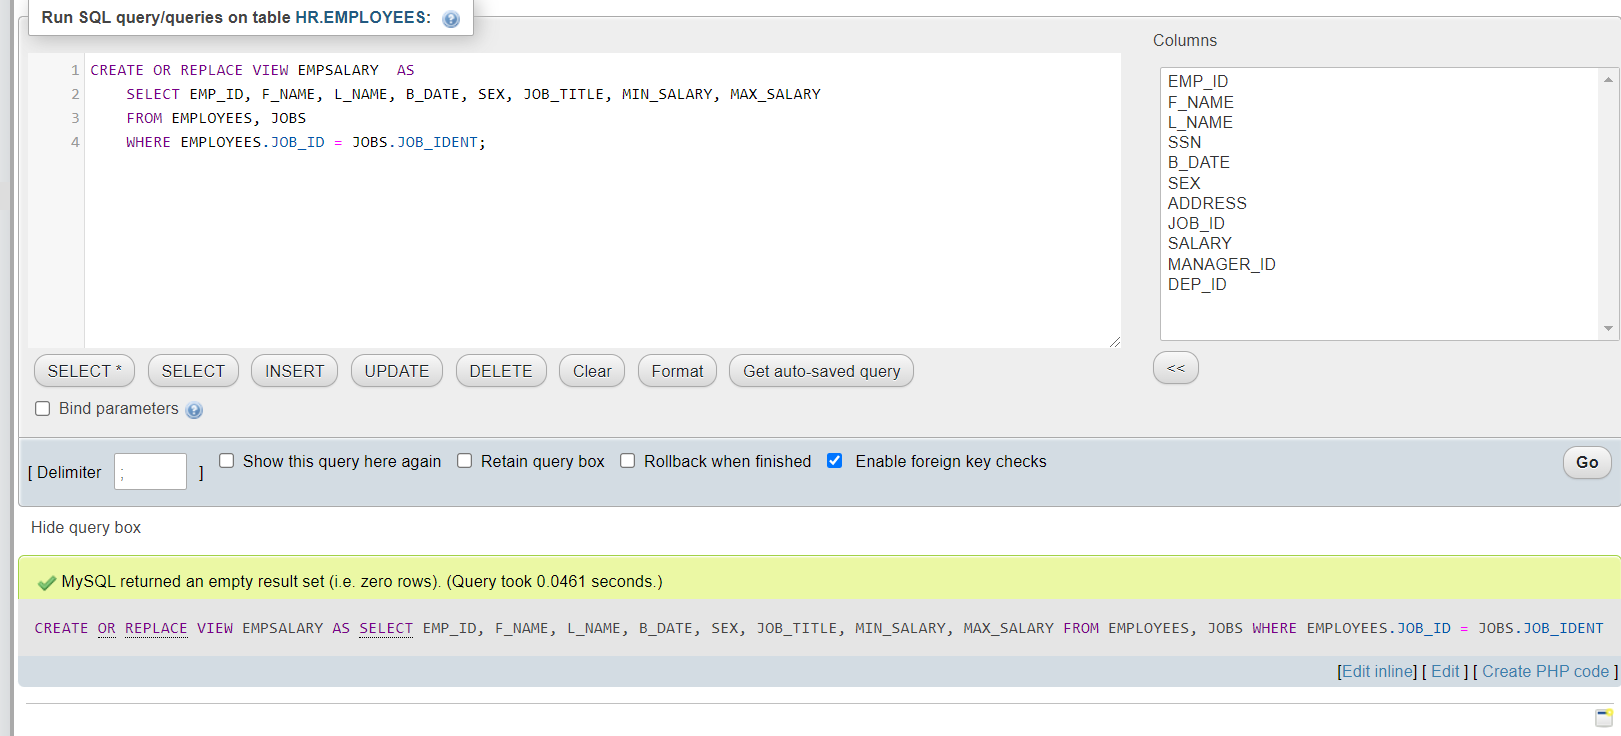 Run SQL query/queries on table HR.EMPLOYEES:
Columns
1 CREATE OR REPLACE VIEW EMPSALARY  AS
2     SELECT EMP_ID, F_NAME, L_NAME, B_DATE, SEX, JOB_TITLE, MIN_SALARY, MAX_SALARY
3     FROM EMPLOYEES, JOBS
4     WHERE EMPLOYEES.JOB_ID = JOBS.JOB_IDENT;
EMP_ID
F_NAME
L_NAME
SSN
B_DATE
SEX
ADDRESS
JOB_ID
SALARY
MANAGER_ID
DEP_ID
SELECT * SELECT INSERT UPDATE DELETE Clear Format Get auto-saved query
<<
Bind parameters
[ Delimiter ; ] Show this query here again Retain query box Rollback when finished Enable foreign key checks Go
Hide query box
MySQL returned an empty result set (i.e. zero rows). (Query took 0.0461 seconds.)
CREATE OR REPLACE VIEW EMPSALARY AS SELECT EMP_ID, F_NAME, L_NAME, B_DATE, SEX, JOB_TITLE, MIN_SALARY, MAX_SALARY FROM EMPLOYEES, JOBS WHERE EMPLOYEES.JOB_ID = JOBS.JOB_IDENT
[Edit inline] [ Edit ] [ Create PHP code ]